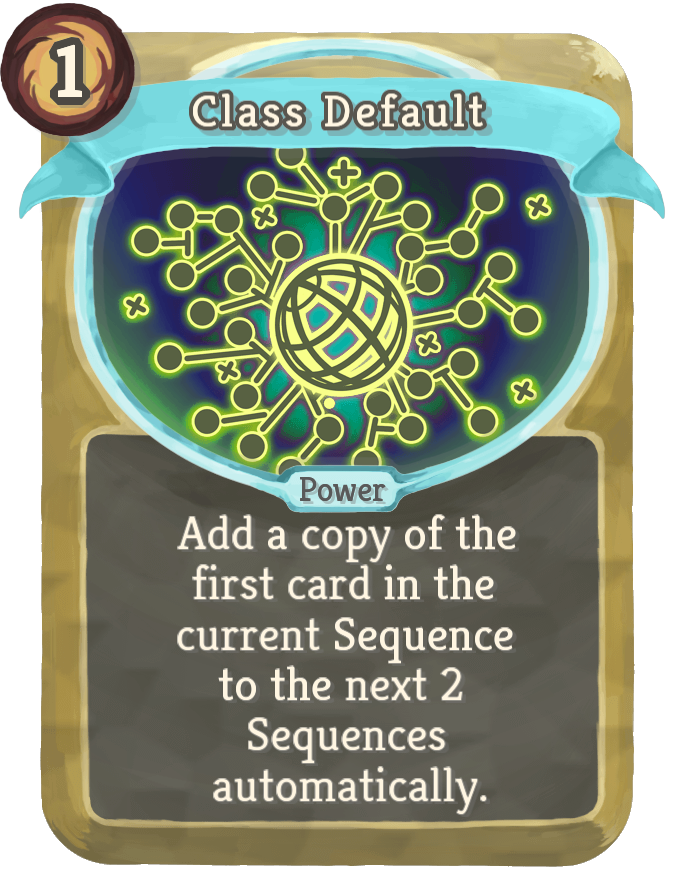 1
Class Default
Power
Add a copy of the
first card in the
current Sequence
to the next 2
Sequences
automatically.